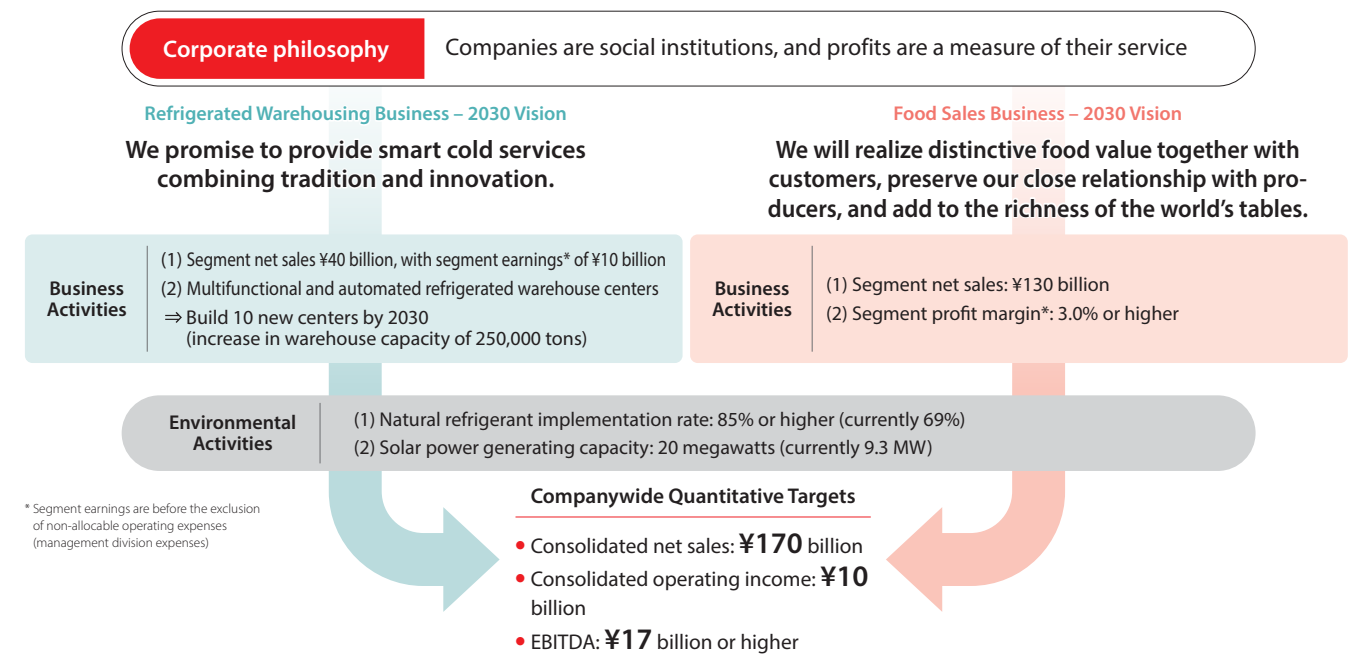 Corporate philosophy
Companies are social institutions, and profits are a measure of their service
Refrigerated Warehousing Business – 2030 Vision
We promise to provide smart cold services
combining tradition and innovation.
Food Sales Business – 2030 Vision
We will realize distinctive food value together with
customers, preserve our close relationship with pro-
ducers, and add to the richness of the world's tables.
Business
Activities
(1) Segment net sales ¥40 billion, with segment earnings* of ¥10 billion
(2) Multifunctional and automated refrigerated warehouse centers
⇒ Build 10 new centers by 2030
(increase in warehouse capacity of 250,000 tons)
Business
Activities
(1) Segment net sales: ¥130 billion
(2) Segment profit margin*: 3.0% or higher
Environmental
Activities
(1) Natural refrigerant implementation rate: 85% or higher (currently 69%)
(2) Solar power generating capacity: 20 megawatts (currently 9.3 MW)
* Segment earnings are before the exclusion
of non-allocable operating expenses
(management division expenses)
Companywide Quantitative Targets
• Consolidated net sales: ¥170 billion
• Consolidated operating income: ¥10
billion
• EBITDA: ¥17 billion or higher